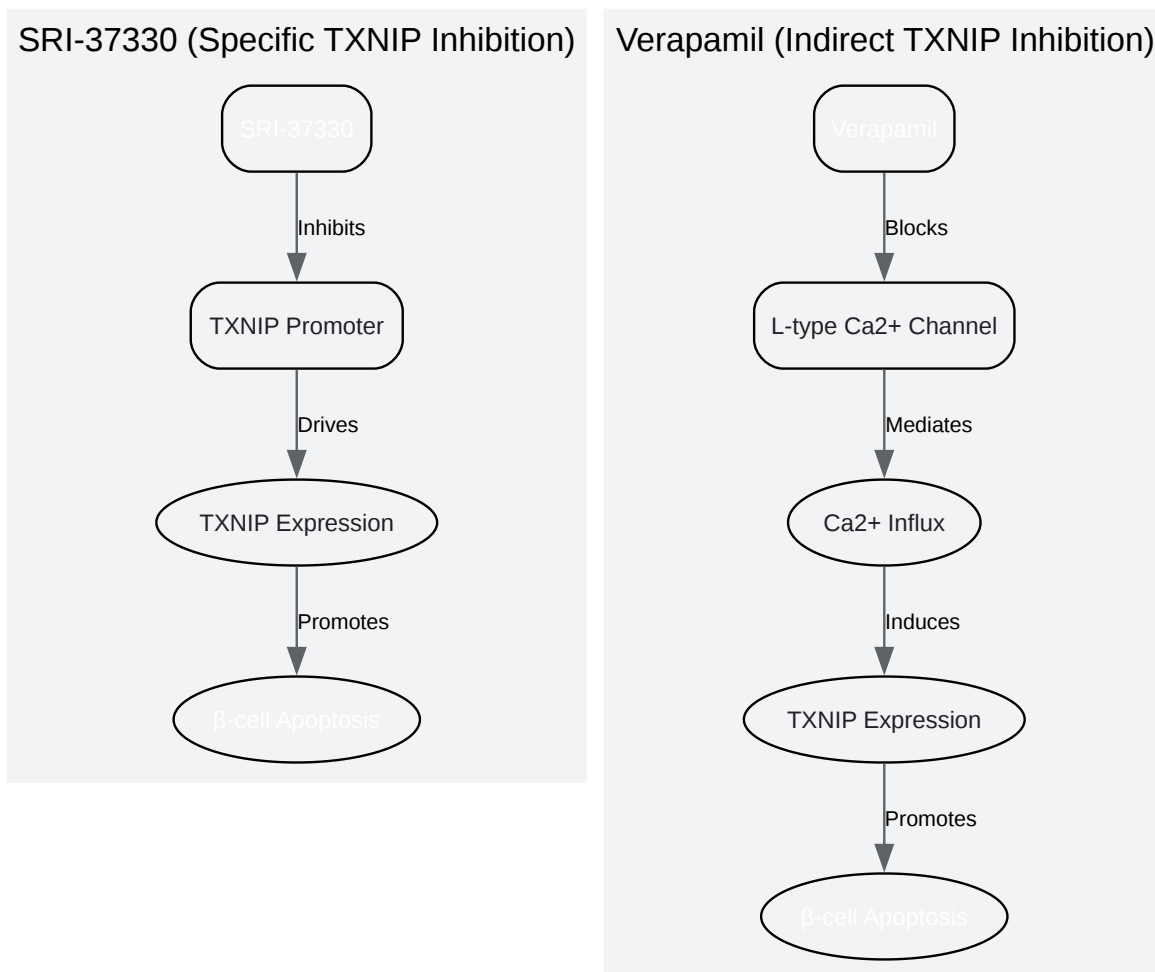 SRI-37330 (Specific TXNIP Inhibition)
SRI-37330
Inhibits
TXNIP Promoter
Drives
TXNIP Expression
Promotes
β-cell Apoptosis
Verapamil (Indirect TXNIP Inhibition)
Verapamil
Blocks
L-type Ca2+ Channel
Mediates
Ca2+ Influx
Induces
TXNIP Expression
Promotes
β-cell Apoptosis